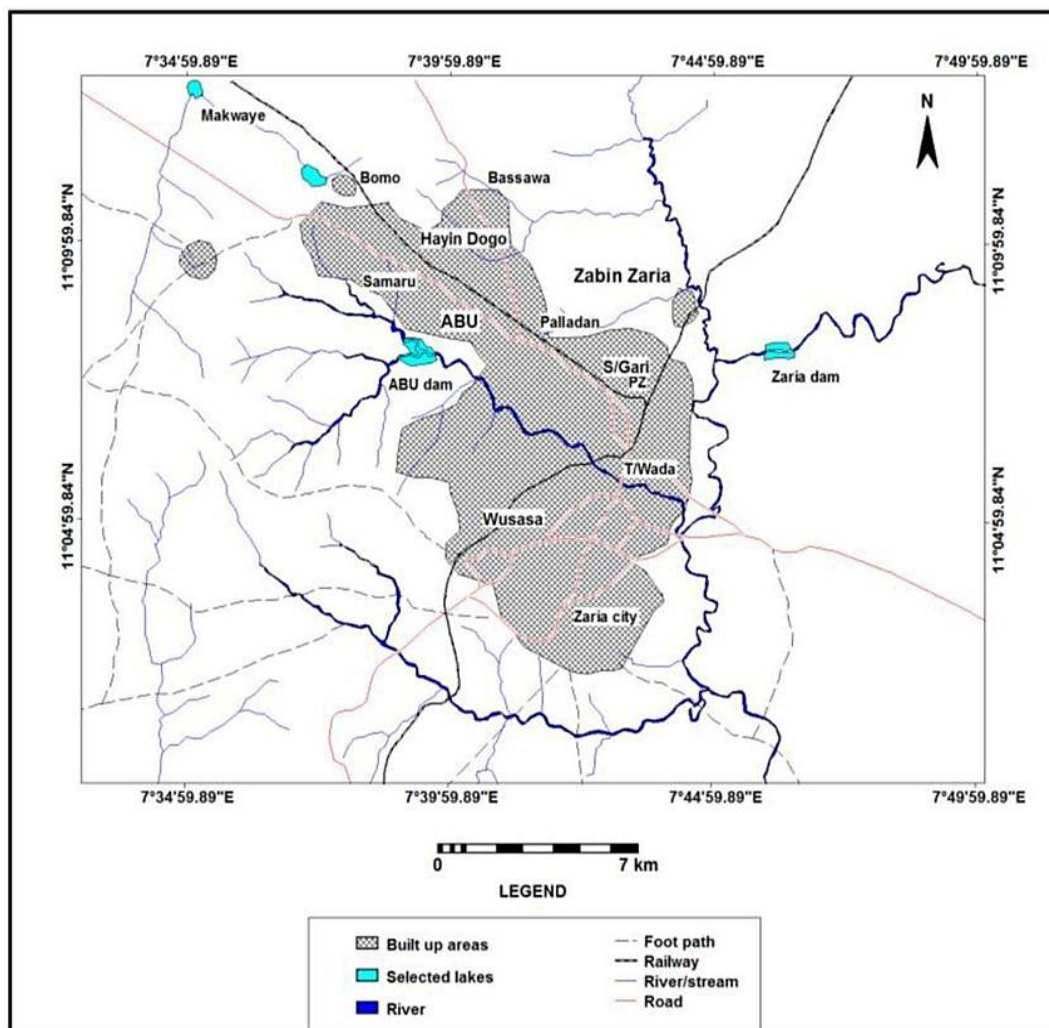 7°34'59.89"E 7°39'59.89"E 7°44'59.89"E 7°49'59.89"E
N
Makwaye
Bomo
Bassawa
11°09'59.84"N
11°09'59.84"N
Hayin Dogo
Samaru
Zabin Zaria
ABU
Palladan
S/Gari
PZ
ABU dam
Zaria dam
T/Wada
11°04'59.84"N
11°04'59.84"N
Wusasa
Zaria city
7°34'59.89"E 7°39'59.89"E 7°44'59.89"E 7°49'59.89"E
0 7 km
LEGEND
Built up areas
Selected lakes
River
Foot path
Railway
River/stream
Road